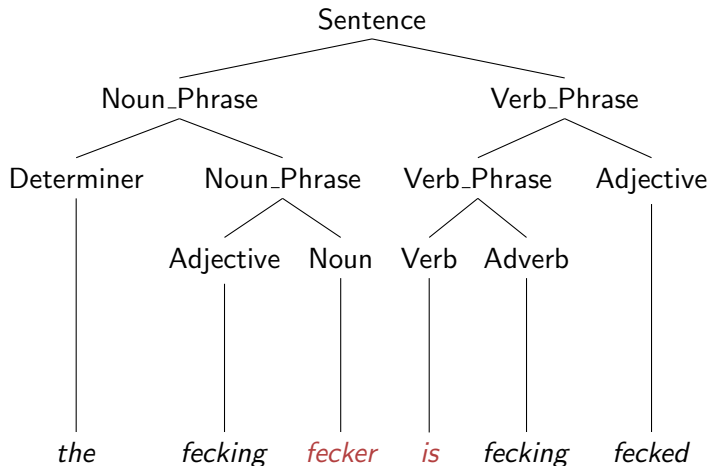 Sentence
Noun_Phrase Verb_Phrase
Determiner Noun_Phrase Verb_Phrase Adjective
Adjective Noun Verb Adverb
the fecking fecker is fecking fecked